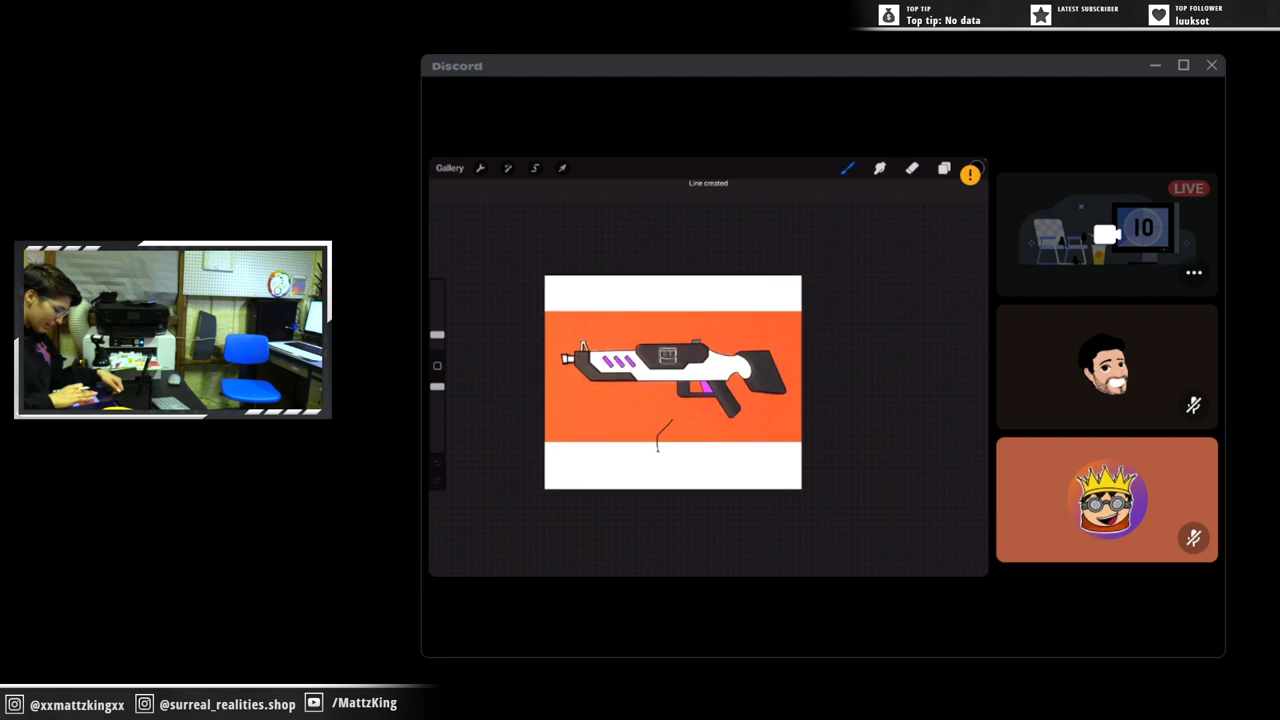 TOP TIP
Top tip: No data
LATEST SUBSCRIBER
TOP FOLLOWER
luuksot
Discord
Gallery
Line created
LIVE
10
@xxmattzkingxx
@surreal_realities.shop
/MattzKing